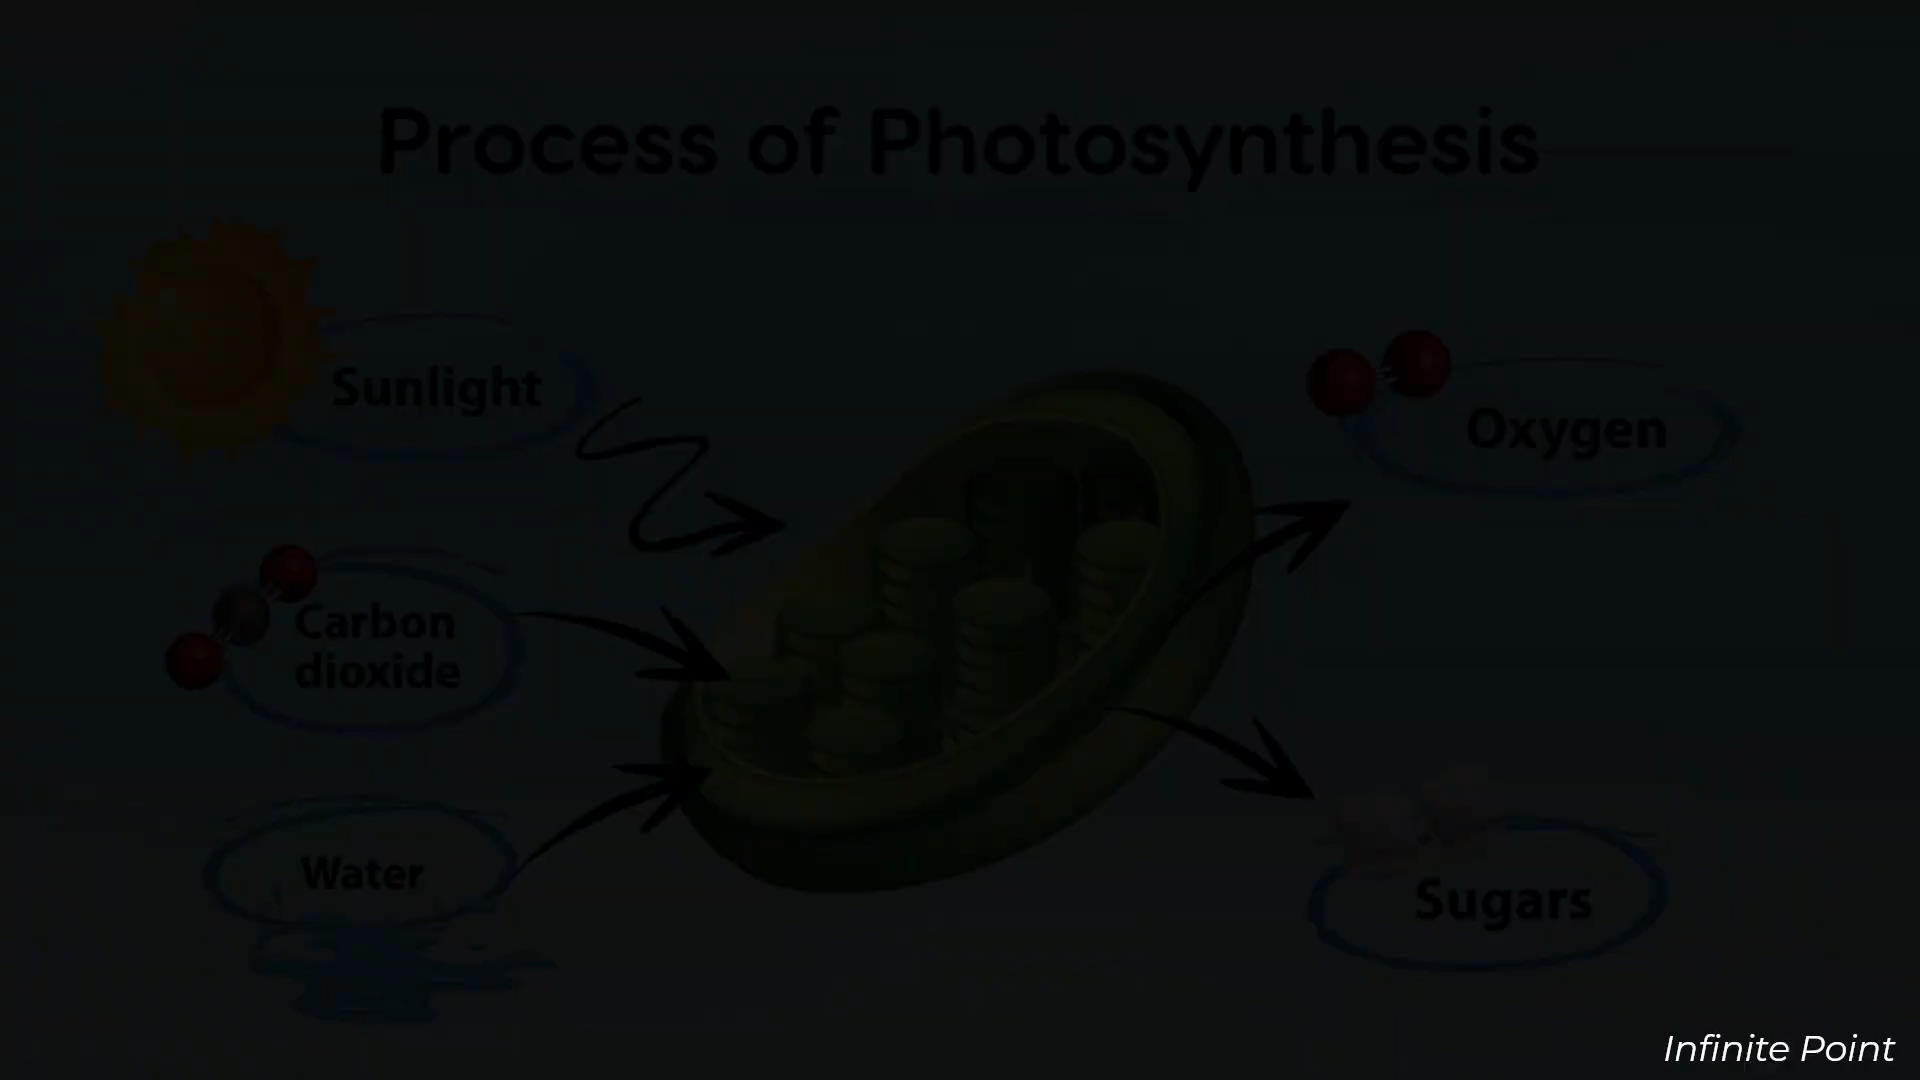 Process of Photosynthesis
Sunlight
Oxygen
Carbon
dioxide
Water
Sugars
Infinite Point